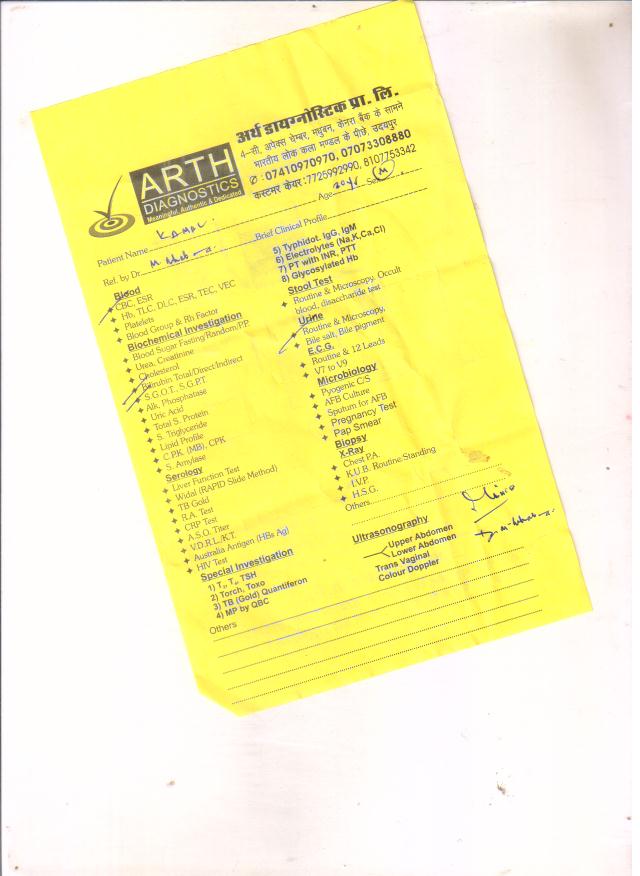 अर्थ डायग्नोस्टिक प्रा. लि.
4–सी, अपेक्स चेम्बर, मधुबन, केनरा बैंक के सामने
भारतीय लोक कला मण्डल के पीछे, उदयपुर
✆ : 07410970970, 07073308880
कस्टमर केयर : 7725992990, 8107753342
ARTH
DIAGNOSTICS
Meaningful, Authentic & Dedicated
Patient Name KAMAL Age 20yr Sex M
Ref. by Dr. Brief Clinical Profile
Blood
CBC, ESR
Hb, TLC, DLC, ESR, TEC, VEC
Platelets
Blood Group & Rh Factor
Biochemical Investigation
Blood Sugar Fasting/Random/P.P.
Urea, Creatinine
Cholesterol
Bilirubin Total/Direct/Indirect
S.G.O.T., S.G.P.T.
Alk. Phosphatase
Uric Acid
Total S. Protein
S. Triglyceride
Lipid Profile
C.P.K. (MB), CPK
S. Amylase
Serology
Liver Function Test
Widal (RAPID Slide Method)
TB Gold
R.A. Test
CRP Test
A.S.O. Titer
V.D.R.L./K.T.
Australia Antigen (HBs Ag)
HIV Test
Special Investigation
1) T₃, T₄, TSH
2) Torch, Toxo
3) TB (Gold) Quantiferon
4) MP by QBC
5) Typhidot. IgG, IgM
6) Electrolytes (Na,K,Ca,Cl)
7) PT with INR, PTT
8) Glycosylated Hb
Stool Test
Routine & Microscopy, Occult
blood, disaccharide test
Urine
Routine & Microscopy,
Bile salt, Bile pigment
E.C.G.
Routine & 12 Leads
V7 to V9
Microbiology
Pyogenic C/S
AFB Culture
Sputum for AFB
Pregnancy Test
Pap Smear
Biopsy
X-Ray
Chest P.A.
K.U.B. Routine/Standing
I.V.P.
H.S.G.
Others
Ultrasonography
Upper Abdomen
Lower Abdomen
Trans Vaginal
Colour Doppler
Others